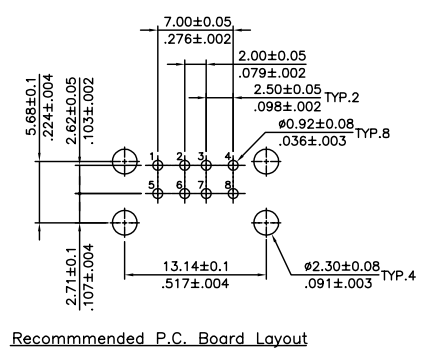 7.00±0.05
.276±.002
2.00±0.05
.079±.002
2.50±0.05
.098±.002
TYP.2
5.68±0.1
.224±.004
2.62±0.05
.103±.002
ø0.92±0.08
.036±.003
TYP.8
1 2 3 4
5 6 7 8
2.71±0.1
.107±.004
13.14±0.1
.517±.004
ø2.30±0.08
.091±.003
TYP.4
Recommmended P.C. Board Layout